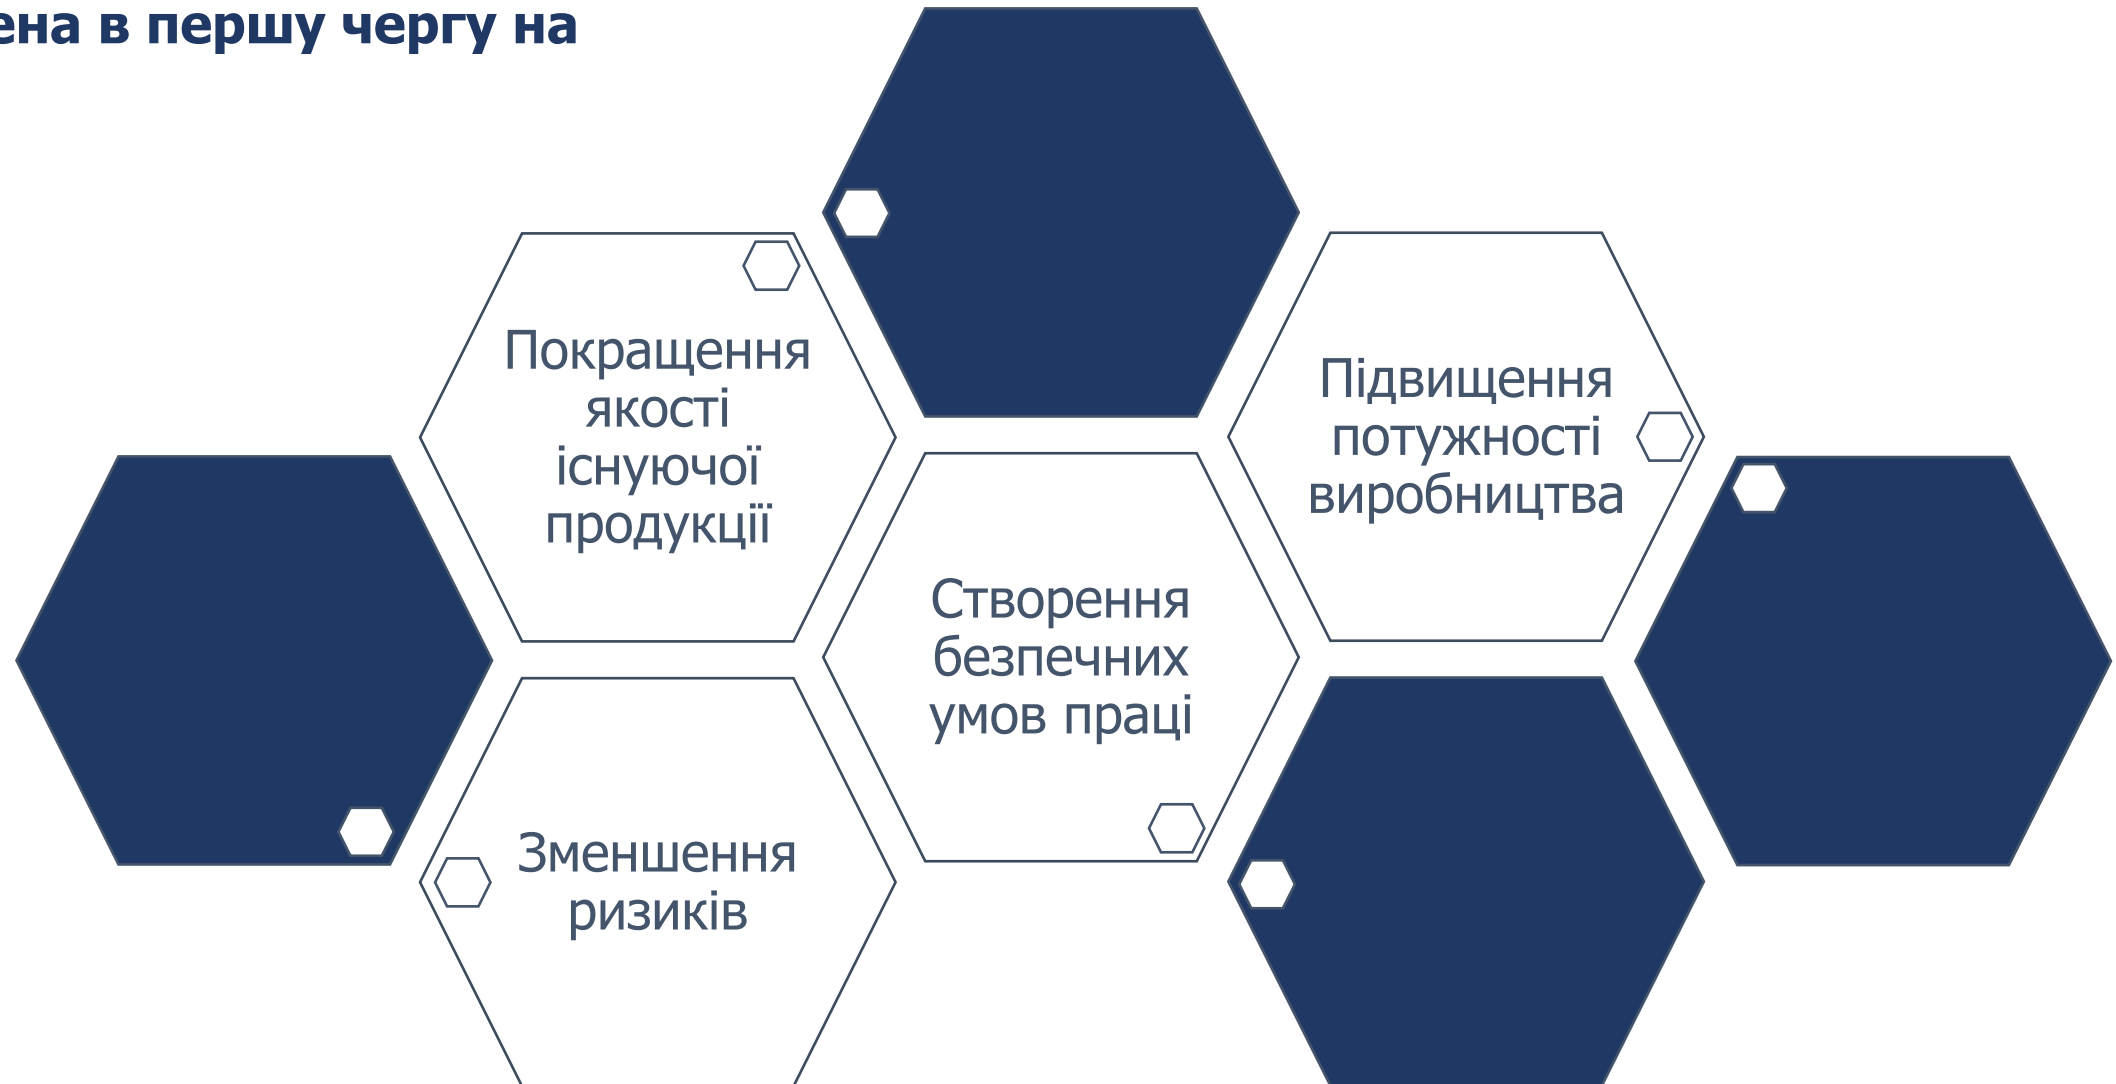 ена в першу чергу на
Покращення
якості
існуючої
продукції
Підвищення
потужності
виробництва
Створення
безпечних
умов праці
Зменшення
ризиків